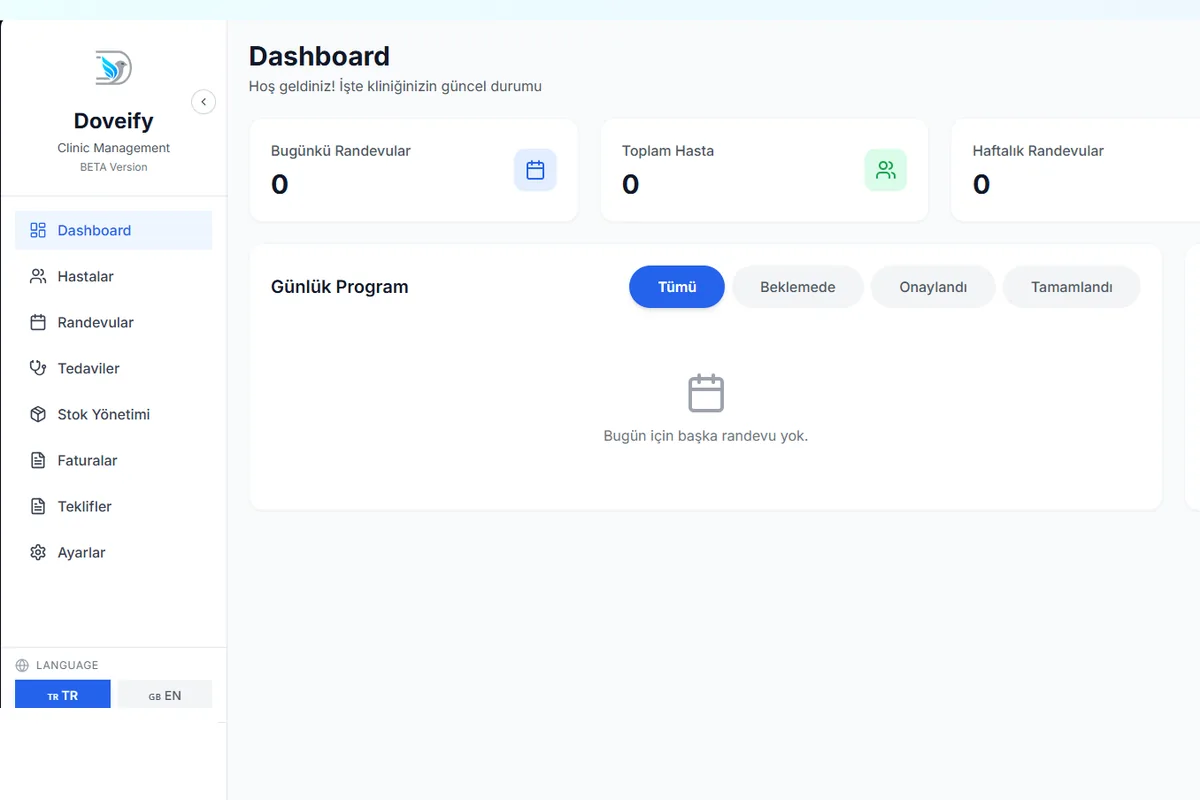 Doveify
Clinic Management
BETA Version
Dashboard
Hastalar
Randevular
Tedaviler
Stok Yönetimi
Faturalar
Teklifler
Ayarlar
LANGUAGE
TR TR
GB EN
Dashboard
Hoş geldiniz! İşte kliniğinizin güncel durumu
Bugünkü Randevular
0
Toplam Hasta
0
Haftalık Randevular
0
Günlük Program
Tümü
Beklemede
Onaylandı
Tamamlandı
Bugün için başka randevu yok.